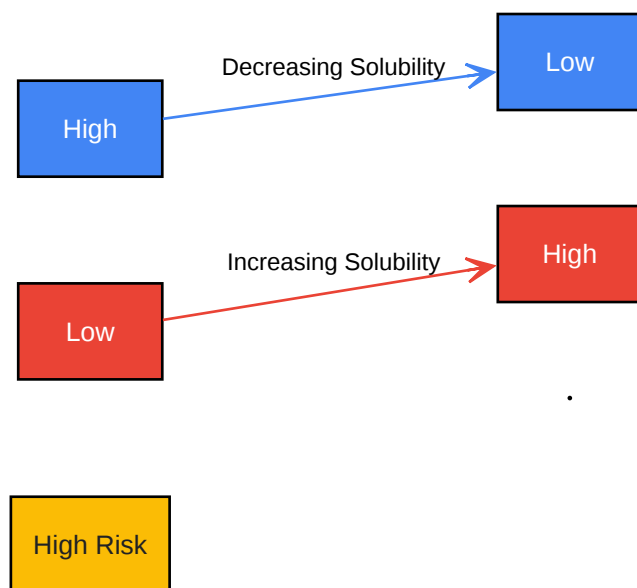 Decreasing Solubility
Low
High
Increasing Solubility
High
Low
.
High Risk